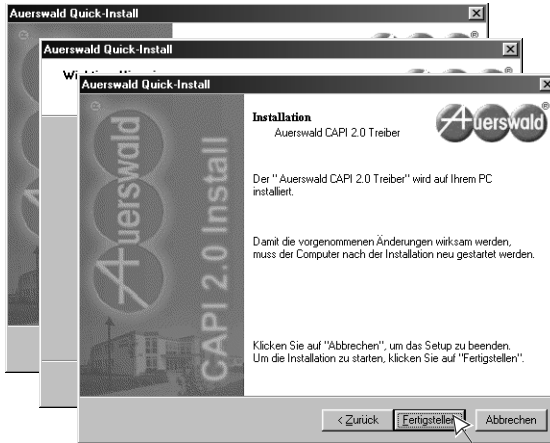 Auerswald Quick-Install
Auerswald Quick-Install
Auerswald Quick-Install
Auerswald
CAPI 2.0 Install
Installation
Auerswald CAPI 2.0 Treiber
Auerswald
Der "Auerswald CAPI 2.0 Treiber" wird auf Ihrem PC
installiert.
Damit die vorgenommenen Änderungen wirksam werden,
muss der Computer nach der Installation neu gestartet werden.
Klicken Sie auf "Abbrechen", um das Setup zu beenden.
Um die Installation zu starten, klicken Sie auf "Fertigstellen".
< Zurück
Fertigstellen
Abbrechen